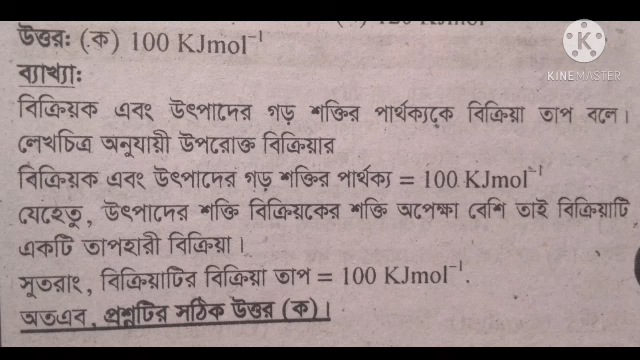 উত্তর: (ক) 100 KJmol⁻¹
KINEMASTER
ব্যাখ্যা:
বিক্রিয়ক এবং উৎপাদের গড় শক্তির পার্থক্যকে বিক্রিয়া তাপ বলে।
লেখচিত্র অনুযায়ী উপরোক্ত বিক্রিয়ার
বিক্রিয়ক এবং উৎপাদের গড় শক্তির পার্থক্য = 100 KJmol⁻¹
যেহেতু, উৎপাদের শক্তি বিক্রিয়কের শক্তি অপেক্ষা বেশি তাই বিক্রিয়াটি
একটি তাপহারী বিক্রিয়া।
সুতরাং, বিক্রিয়াটির বিক্রিয়া তাপ = 100 KJmol⁻¹.
অতএব, প্রশ্নটির সঠিক উত্তর (ক)।